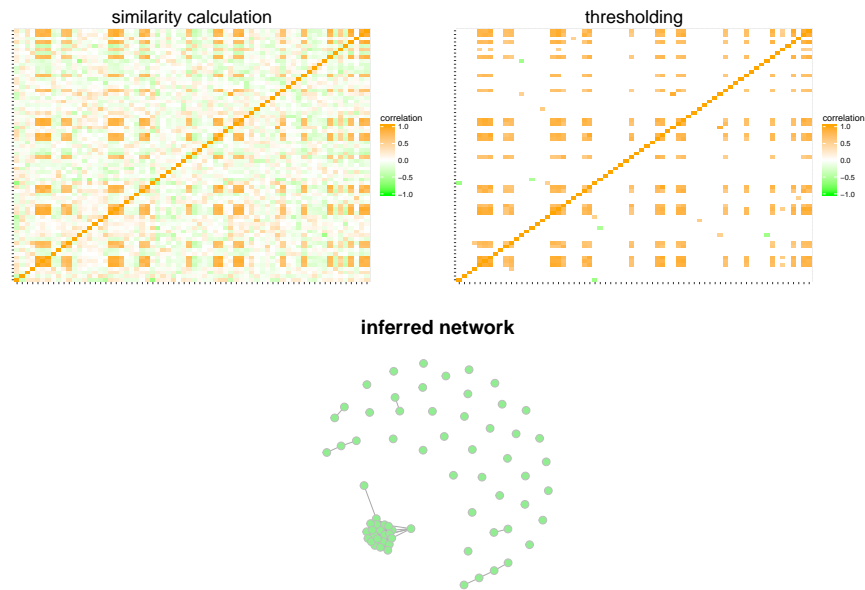 similarity calculation
thresholding
correlation
1.0
0.5
0.0
−0.5
−1.0
correlation
1.0
0.5
0.0
−0.5
−1.0
inferred network